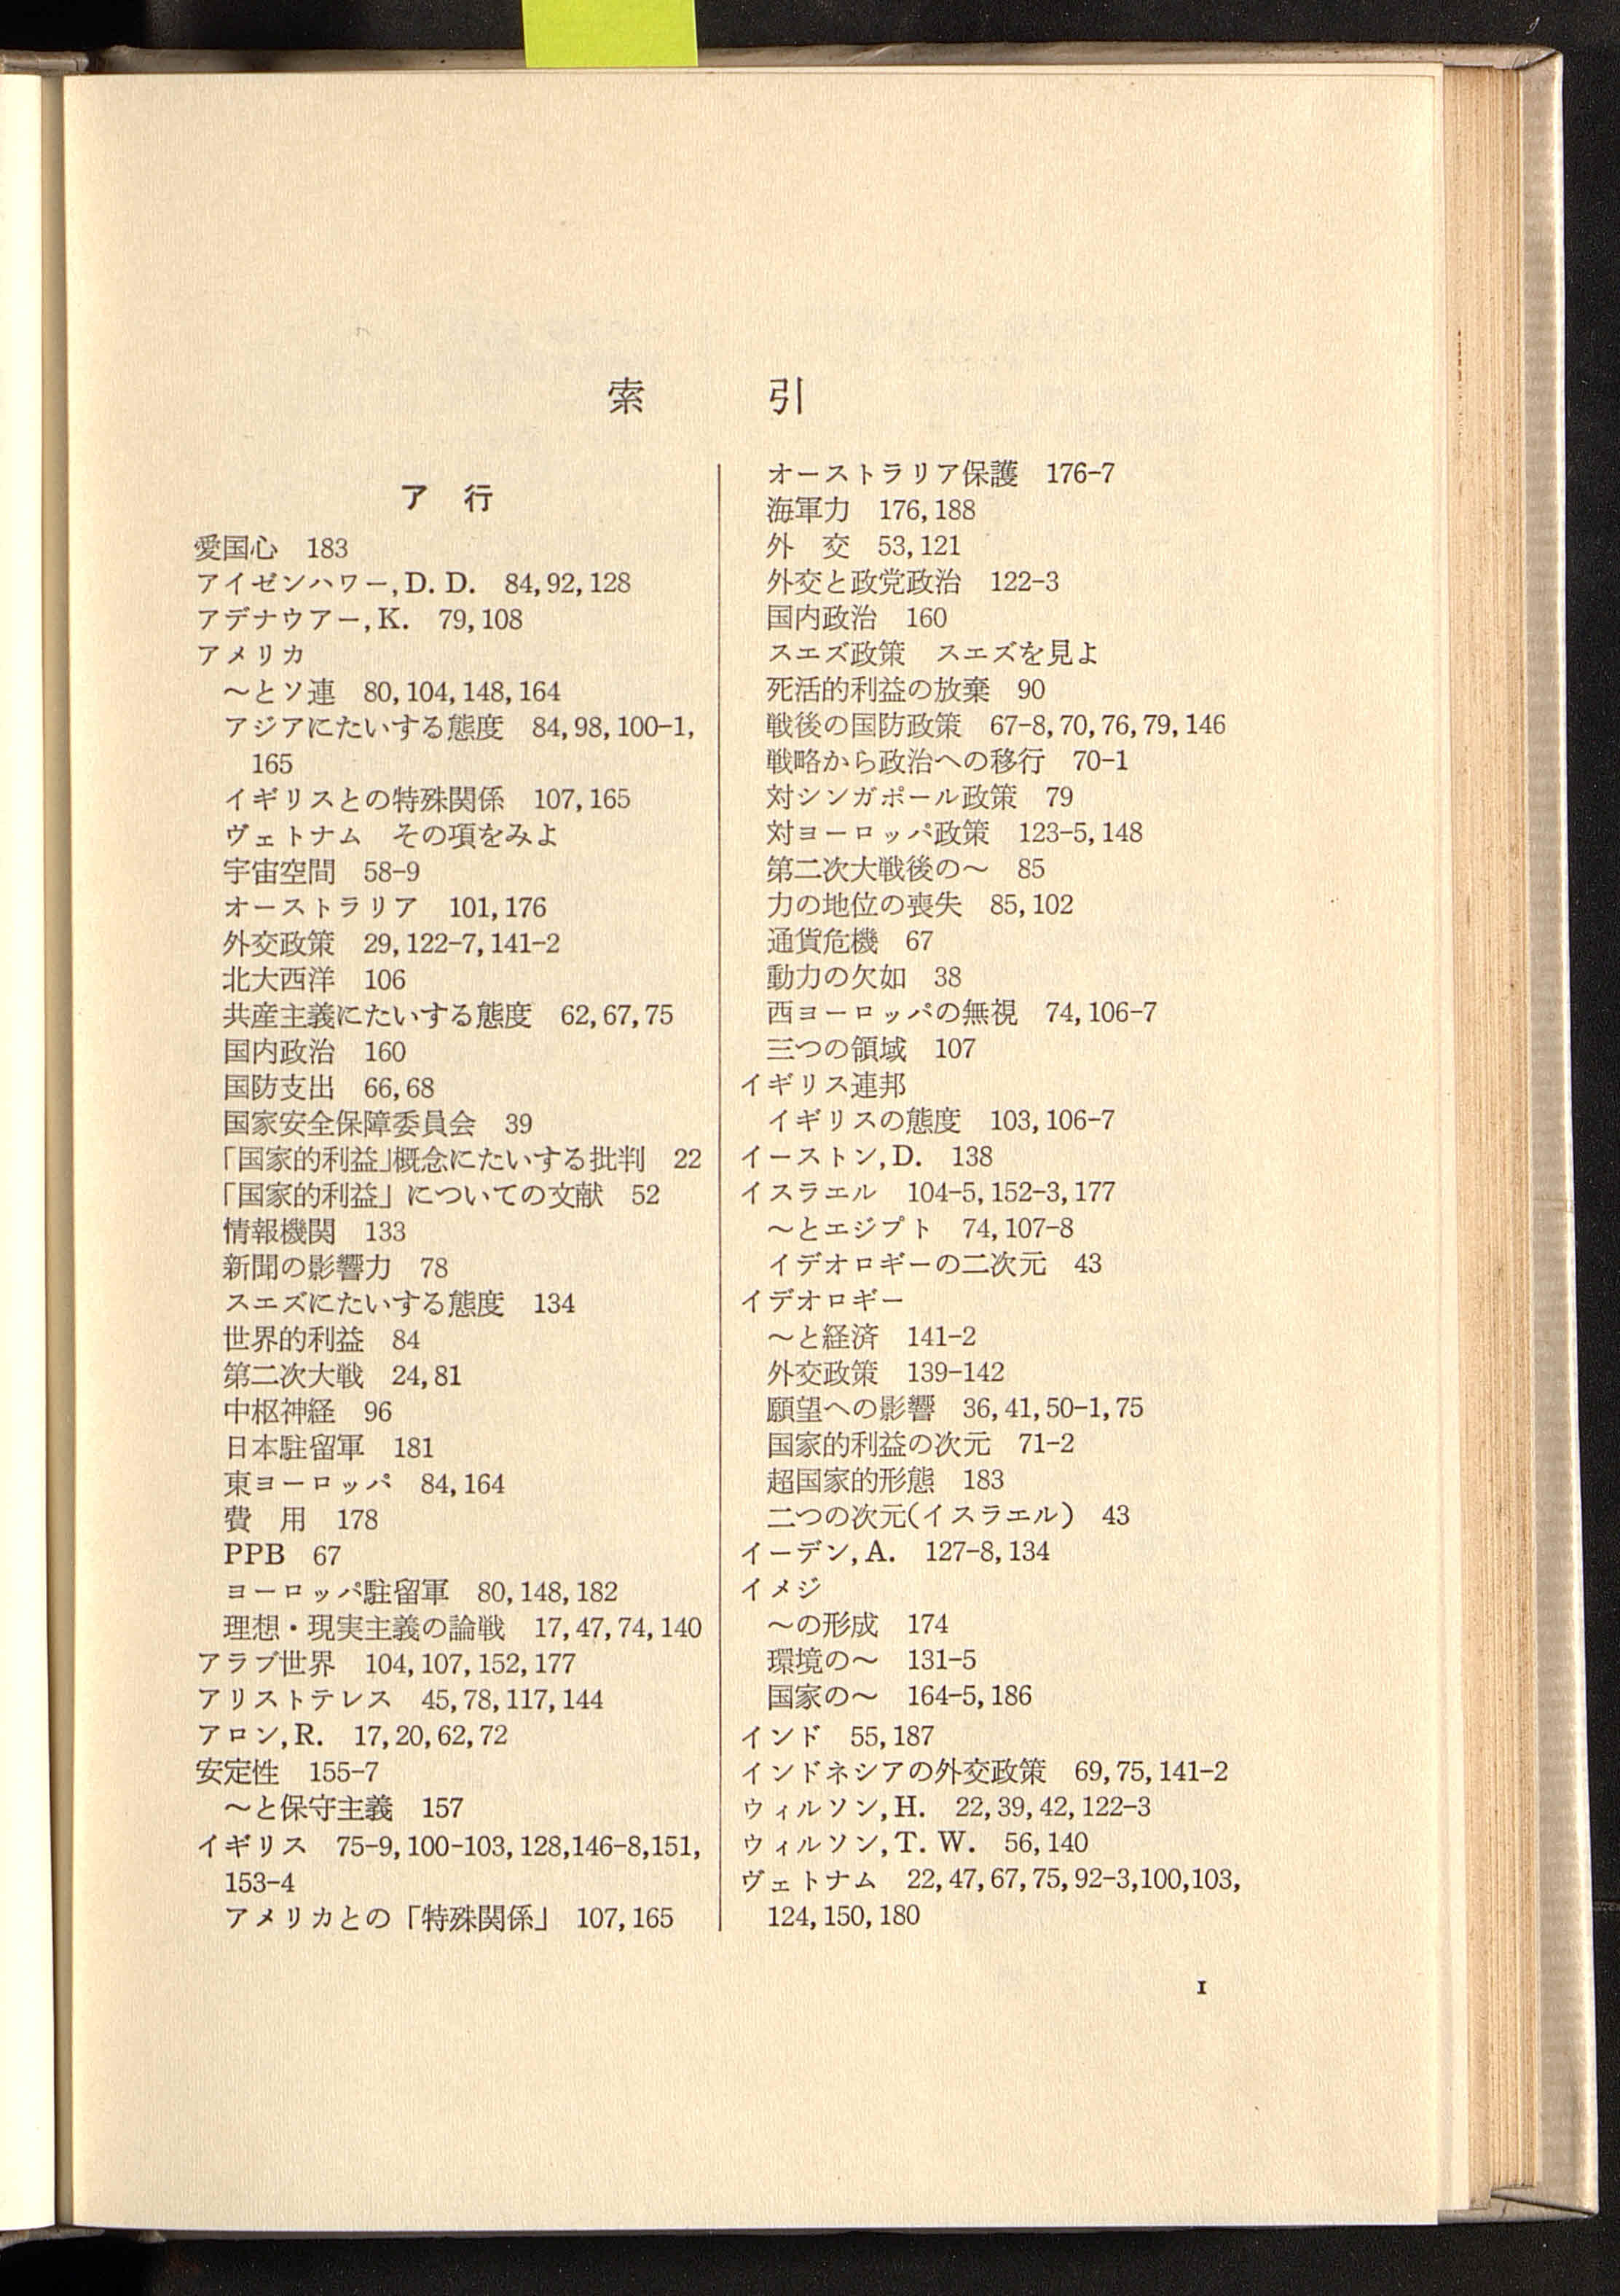 索引
ア行
愛国心 183
アイゼンハワー, D. D. 84, 92, 128
アデナウアー, K. 79, 108
アメリカ
～とソ連 80, 104, 148, 164
アジアにたいする態度 84, 98, 100-1,
165
イギリスとの特殊関係 107, 165
ヴェトナム その項をみよ
宇宙空間 58-9
オーストラリア 101, 176
外交政策 29, 122-7, 141-2
北大西洋 106
共産主義にたいする態度 62, 67, 75
国内政治 160
国防支出 66, 68
国家安全保障委員会 39
「国家的利益」概念にたいする批判 22
「国家的利益」についての文献 52
情報機関 133
新聞の影響力 78
スエズにたいする態度 134
世界的利益 84
第二次大戦 24, 81
中枢神経 96
日本駐留軍 181
東ヨーロッパ 84, 164
費用 178
PPB 67
ヨーロッパ駐留軍 80, 148, 182
理想・現実主義の論戦 17, 47, 74, 140
アラブ世界 104, 107, 152, 177
アリストテレス 45, 78, 117, 144
アロン, R. 17, 20, 62, 72
安定性 155-7
～と保守主義 157
イギリス 75-9, 100-103, 128, 146-8, 151,
153-4
アメリカとの「特殊関係」 107, 165
オーストラリア保護 176-7
海軍力 176, 188
外交 53, 121
外交と政党政治 122-3
国内政治 160
スエズ政策 スエズを見よ
死活的利益の放棄 90
戦後の国防政策 67-8, 70, 76, 79, 146
戦略から政治への移行 70-1
対シンガポール政策 79
対ヨーロッパ政策 123-5, 148
第二次大戦後の～ 85
力の地位の喪失 85, 102
通貨危機 67
動力の欠如 38
西ヨーロッパの無視 74, 106-7
三つの領域 107
イギリス連邦
イギリスの態度 103, 106-7
イーストン, D. 138
イスラエル 104-5, 152-3, 177
～とエジプト 74, 107-8
イデオロギーの二次元 43
イデオロギー
～と経済 141-2
外交政策 139-142
願望への影響 36, 41, 50-1, 75
国家的利益の次元 71-2
超国家的形態 183
二つの次元(イスラエル) 43
イーデン, A. 127-8, 134
イメジ
～の形成 174
環境の～ 131-5
国家の～ 164-5, 186
インド 55, 187
インドネシアの外交政策 69, 75, 141-2
ウィルソン, H. 22, 39, 42, 122-3
ウィルソン, T. W. 56, 140
ヴェトナム 22, 47, 67, 75, 92-3, 100, 103,
124, 150, 180
I